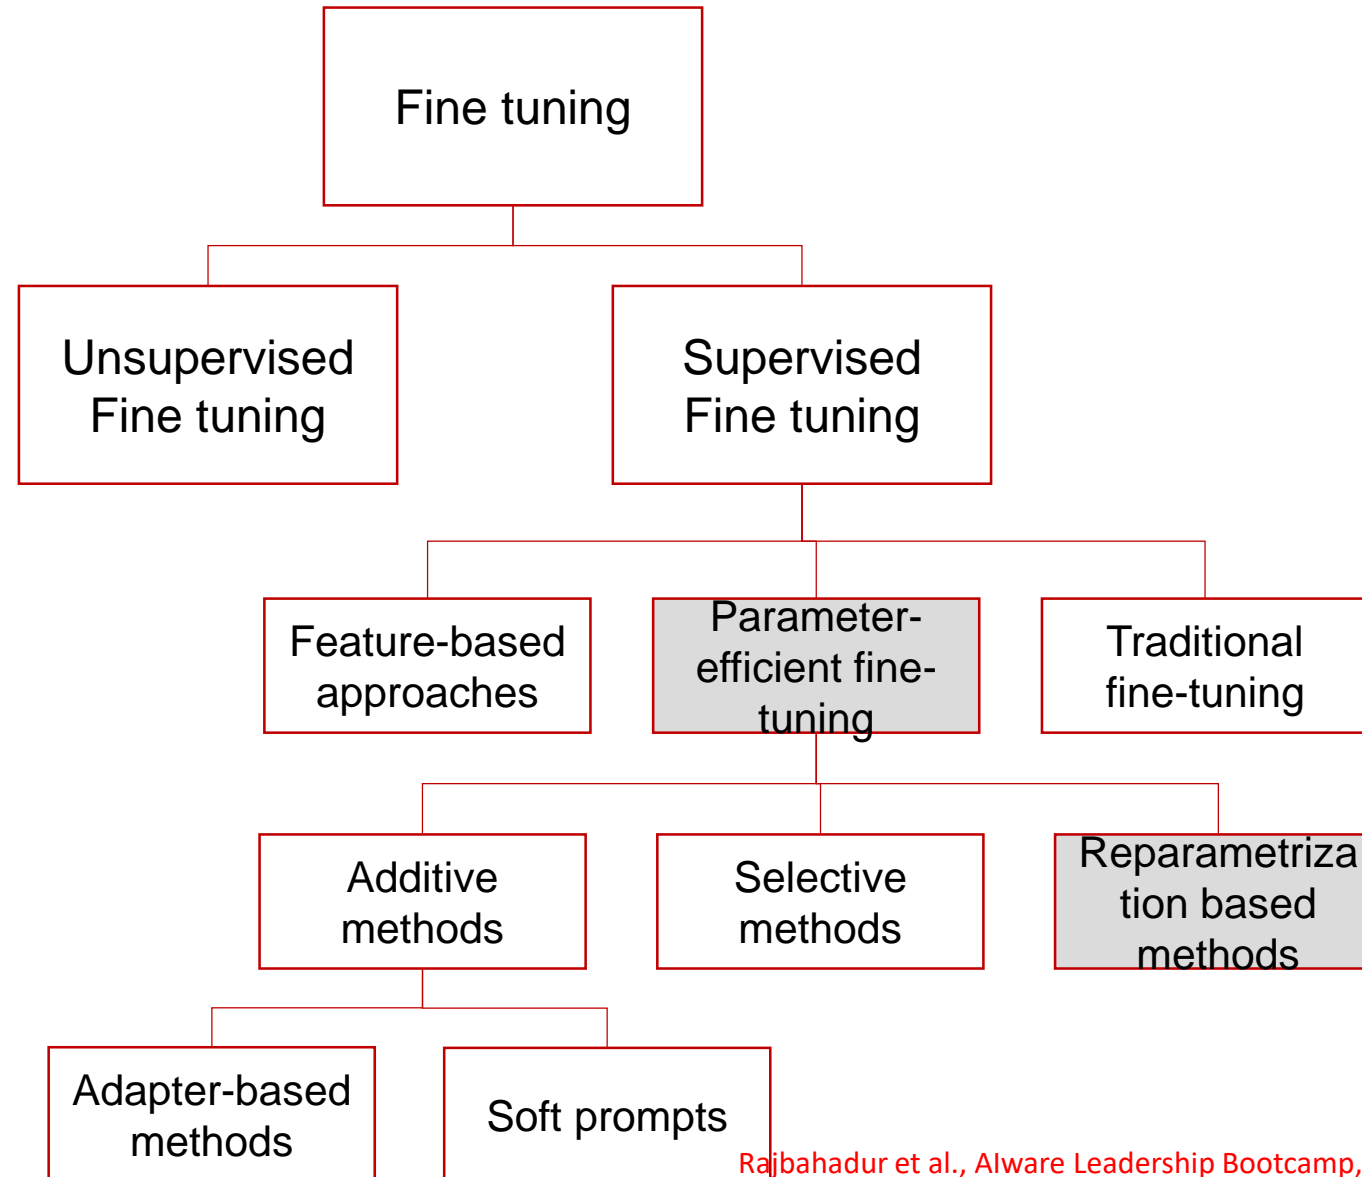 Fine tuning
Unsupervised
Fine tuning
Supervised
Fine tuning
Feature-based
approaches
Parameter-
efficient fine-
tuning
Traditional
fine-tuning
Additive
methods
Selective
methods
Reparametriza
tion based
methods
Adapter-based
methods
Soft prompts
Rajbahadur et al., AIware Leadership Bootcamp,